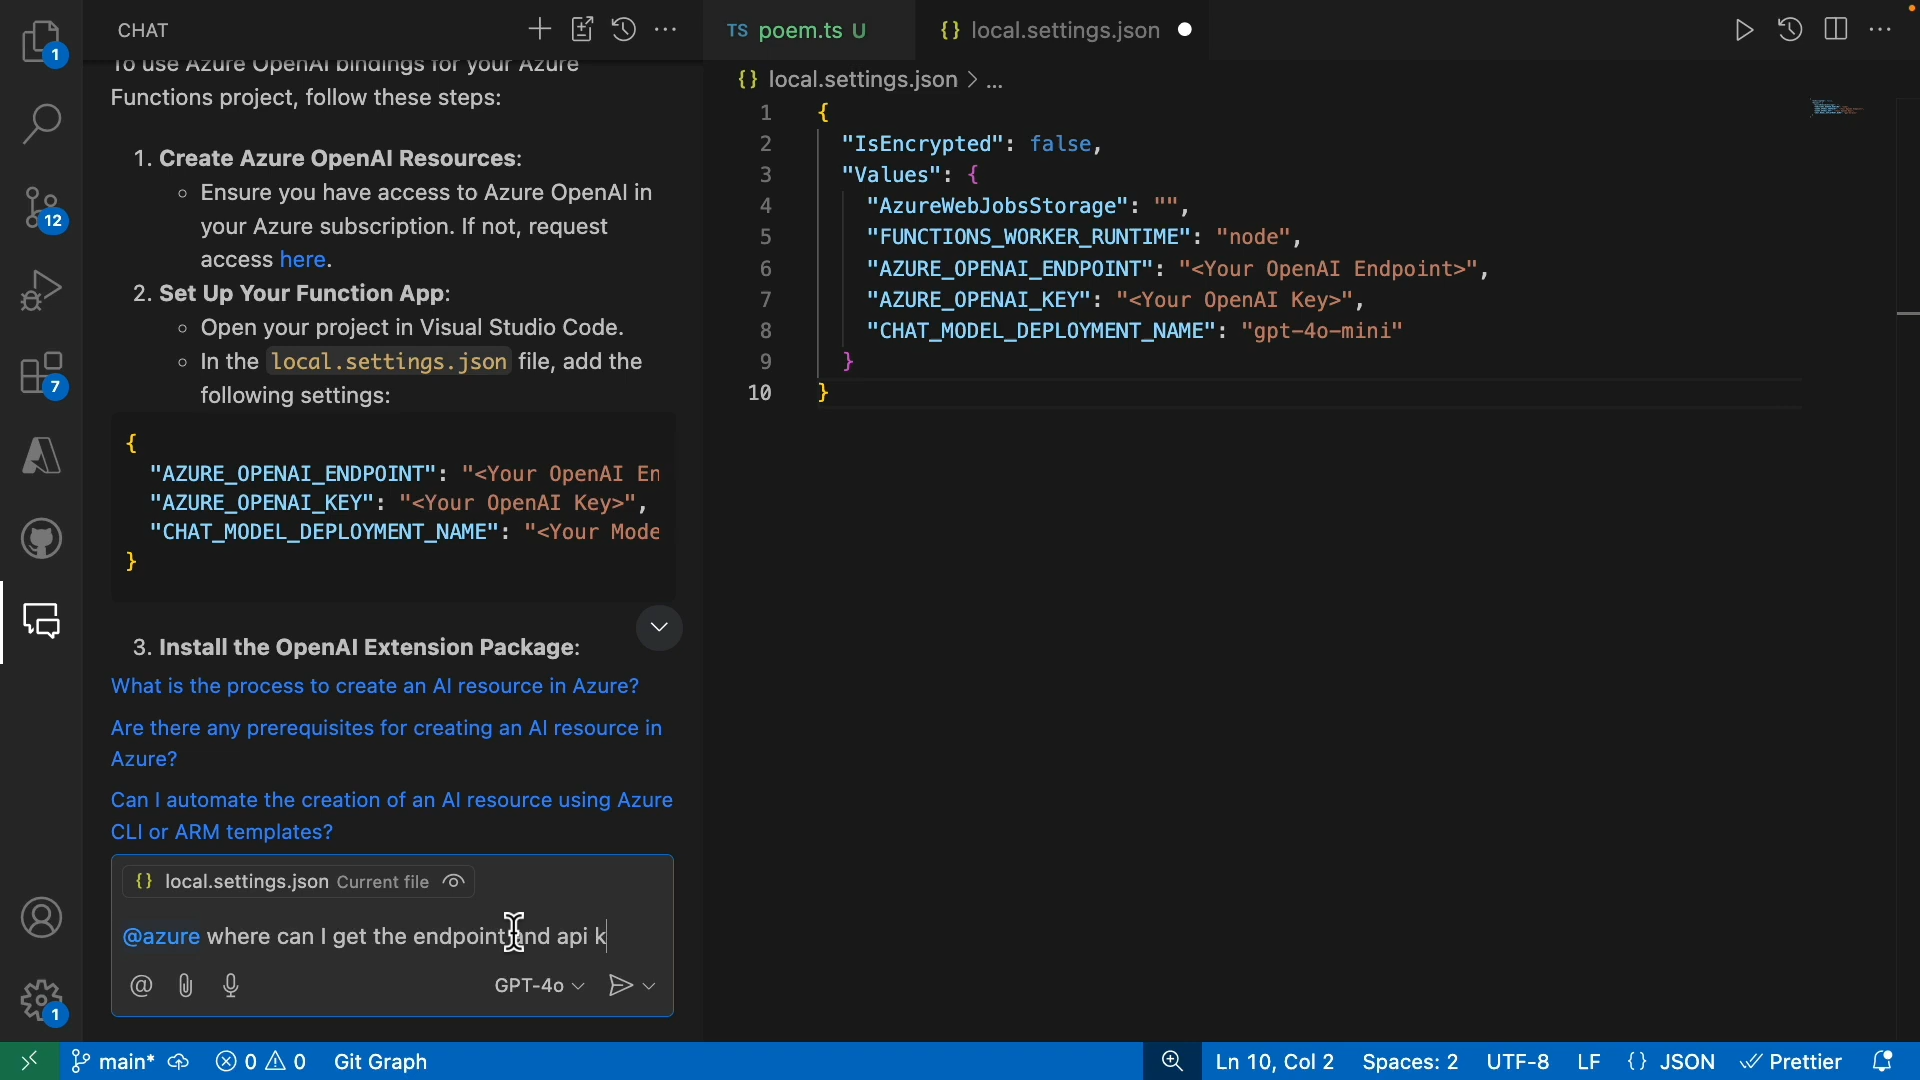 CHAT
To use Azure OpenAI bindings for your Azure
Functions project, follow these steps:
1. Create Azure OpenAI Resources:
Ensure you have access to Azure OpenAI in
your Azure subscription. If not, request
access here.
2. Set Up Your Function App:
Open your project in Visual Studio Code.
In the local.settings.json file, add the
following settings:
{
"AZURE_OPENAI_ENDPOINT": "<Your OpenAI En
"AZURE_OPENAI_KEY": "<Your OpenAI Key>",
"CHAT_MODEL_DEPLOYMENT_NAME": "<Your Mode
}
3. Install the OpenAI Extension Package:
What is the process to create an AI resource in Azure?
Are there any prerequisites for creating an AI resource in
Azure?
Can I automate the creation of an AI resource using Azure
CLI or ARM templates?
{} local.settings.json Current file
@azure where can I get the endpoint and api k
GPT-4o
1
12
7
1
TS poem.ts U
{} local.settings.json
{} local.settings.json > ...
1 {
2 "IsEncrypted": false,
3 "Values": {
4 "AzureWebJobsStorage": "",
5 "FUNCTIONS_WORKER_RUNTIME": "node",
6 "AZURE_OPENAI_ENDPOINT": "<Your OpenAI Endpoint>",
7 "AZURE_OPENAI_KEY": "<Your OpenAI Key>",
8 "CHAT_MODEL_DEPLOYMENT_NAME": "gpt-4o-mini"
9 }
10 }
main* 0 0 Git Graph
Ln 10, Col 2 Spaces: 2 UTF-8 LF {} JSON Prettier